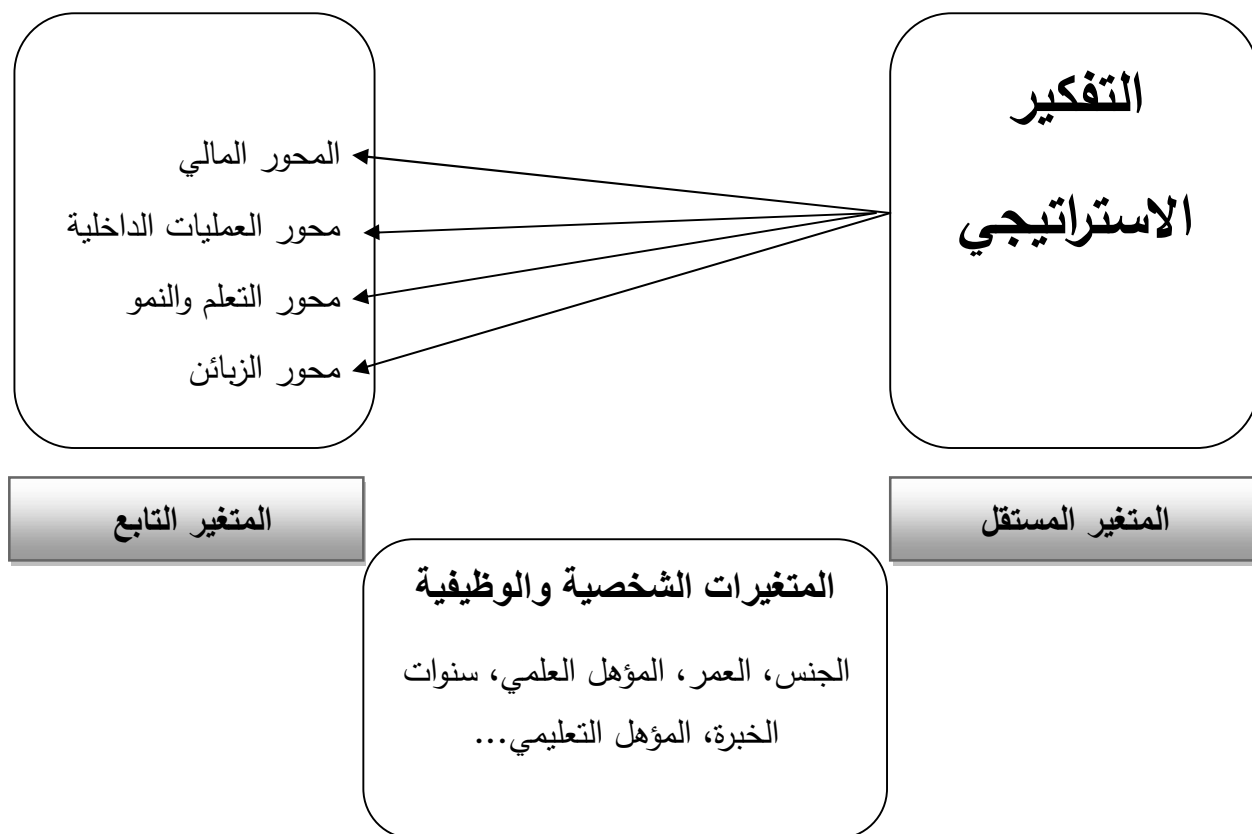 التفكير
الاستراتيجي
المحور المالي
محور العمليات الداخلية
محور التعلم والنمو
محور الزبائن
المتغير المستقل
المتغير التابع
المتغيرات الشخصية والوظيفية
الجنس، العمر، المؤهل العلمي، سنوات
الخبرة، المؤهل التعليمي...